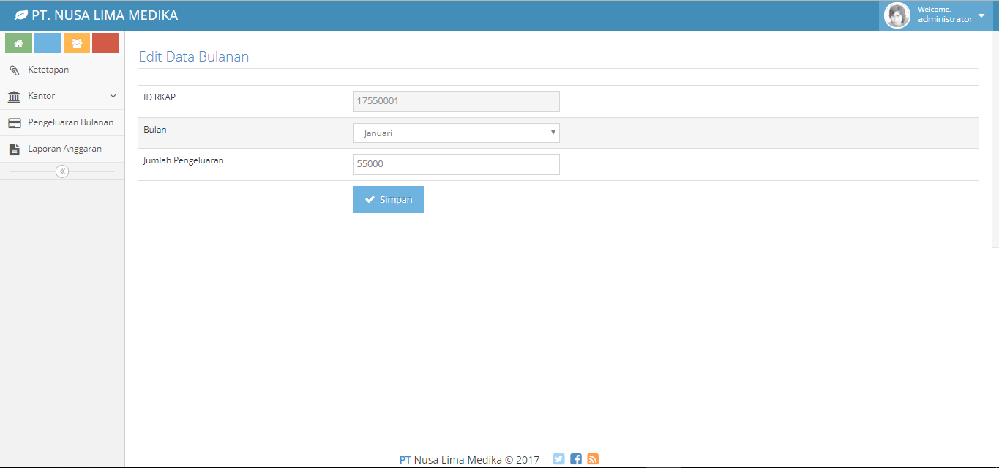 PT. NUSA LIMA MEDIKA
Welcome,
administrator
Ketetapan
Kantor
Pengeluaran Bulanan
Laporan Anggaran
Edit Data Bulanan
ID RKAP
17550001
Bulan
Januari
Jumlah Pengeluaran
55000
Simpan
PT Nusa Lima Medika © 2017